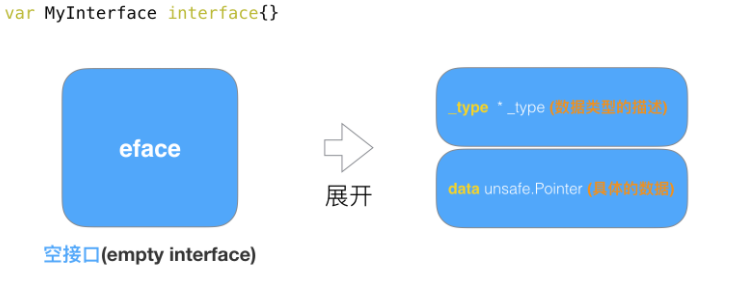 var MyInterface interface{}
eface
空接口(empty interface)
展开
_type * _type (数据类型的描述)
data unsafe.Pointer (具体的数据)